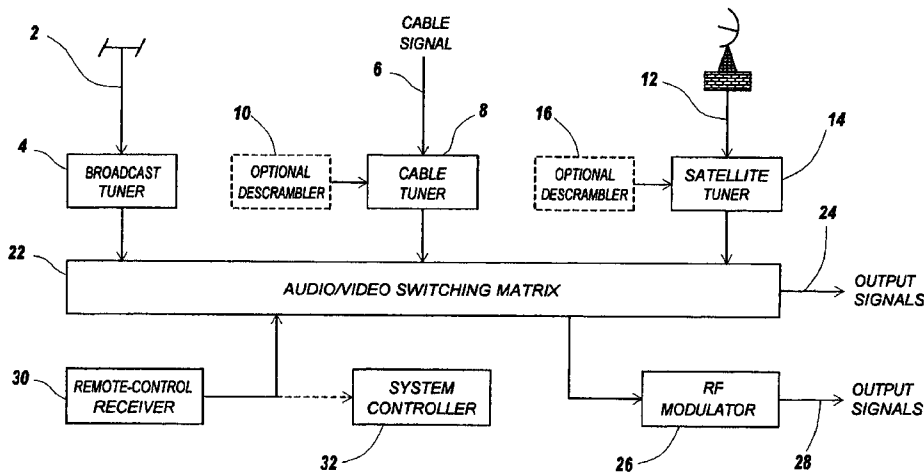 2
CABLE
SIGNAL
6
12
4
BROADCAST
TUNER
10
OPTIONAL
DESCRAMBLER
8
CABLE
TUNER
16
OPTIONAL
DESCRAMBLER
14
SATELLITE
TUNER
22
AUDIO/VIDEO SWITCHING MATRIX
24
OUTPUT
SIGNALS
30
REMOTE-CONTROL
RECEIVER
SYSTEM
CONTROLLER
32
RF
MODULATOR
26
OUTPUT
SIGNALS
28